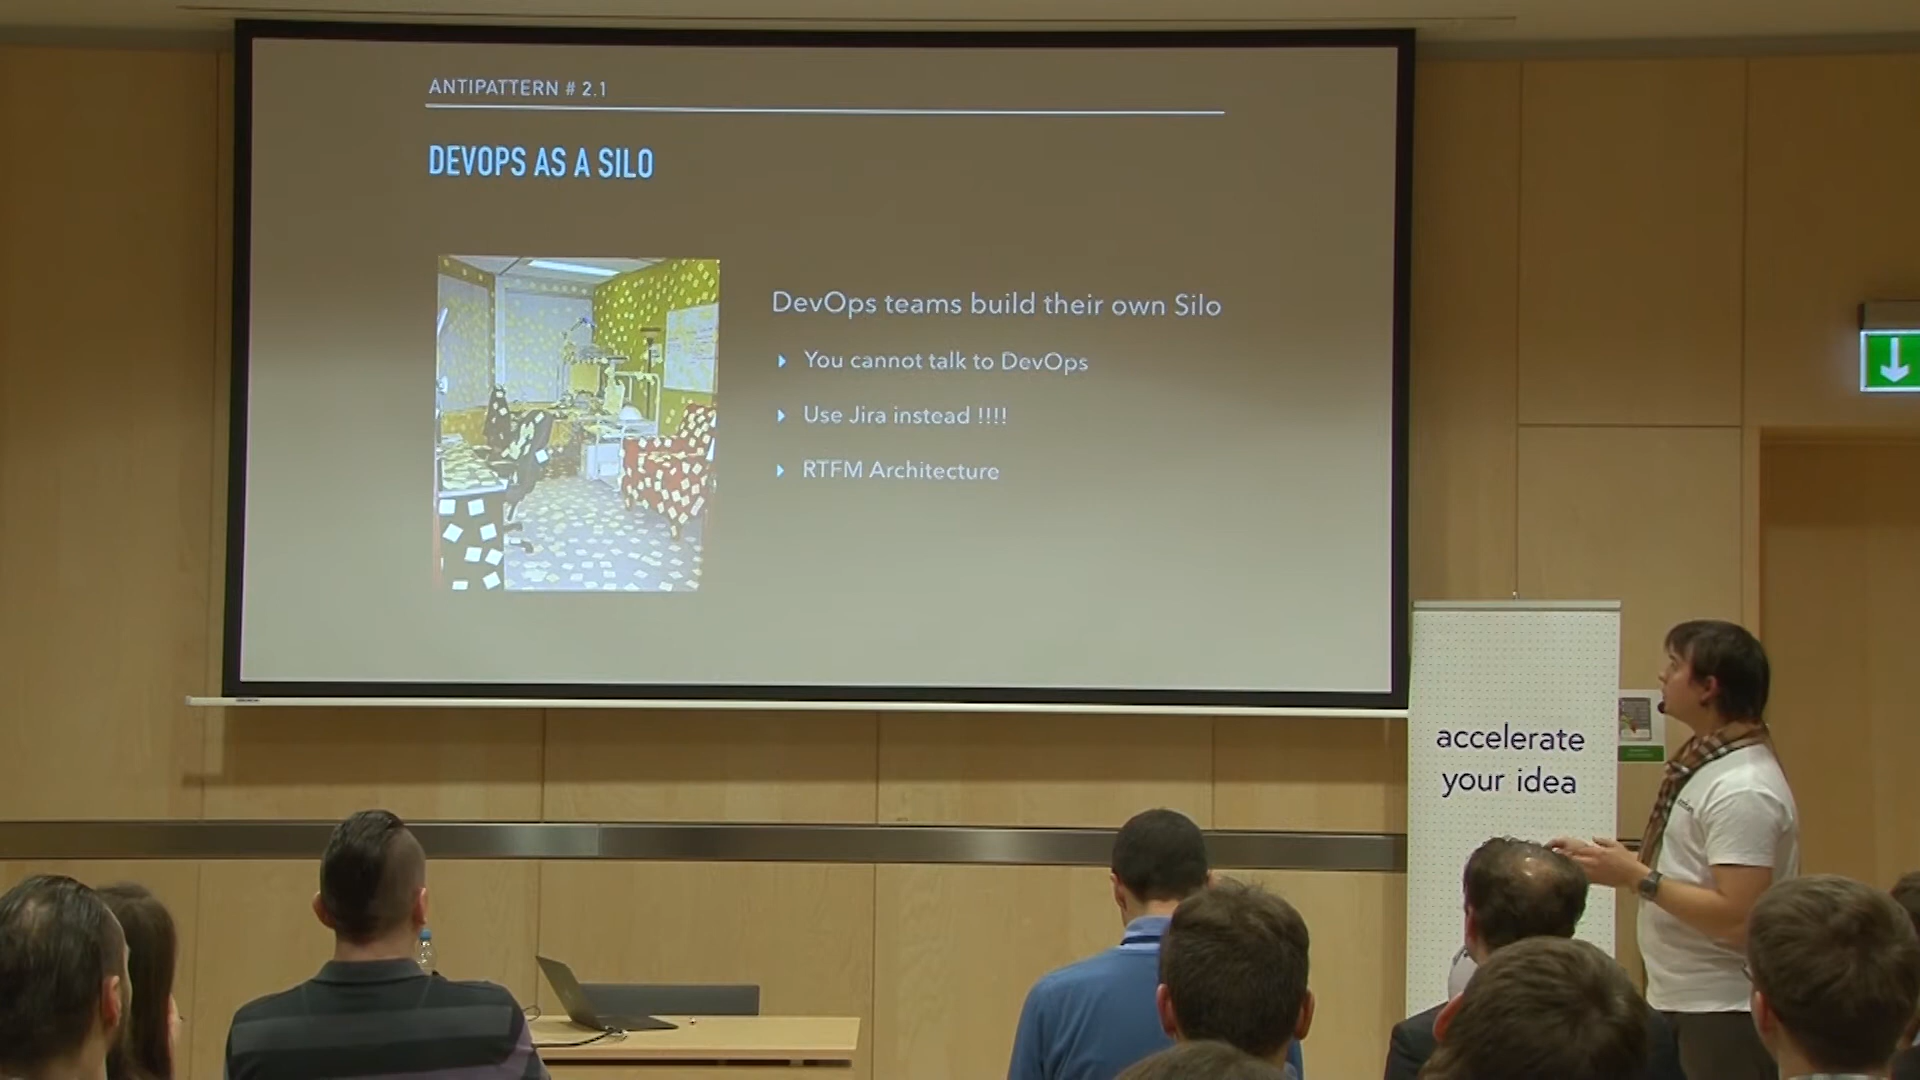 ANTIPATTERN # 2.1
DEVOPS AS A SILO
DevOps teams build their own Silo
You cannot talk to DevOps
Use Jira instead !!!!
RTFM Architecture
accelerate
your idea